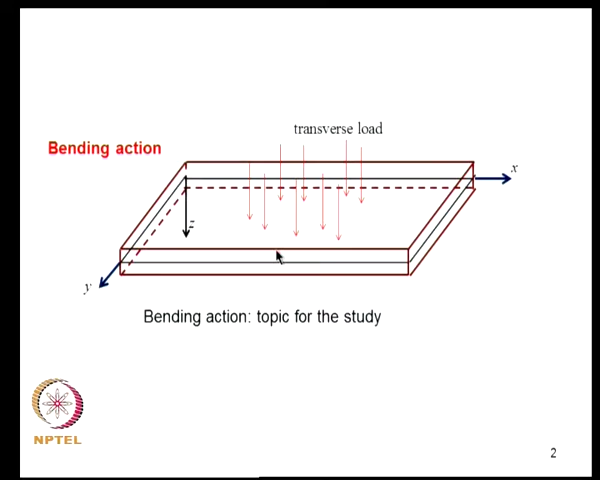 transverse load
Bending action
x
z
y
Bending action: topic for the study
NPTEL
2